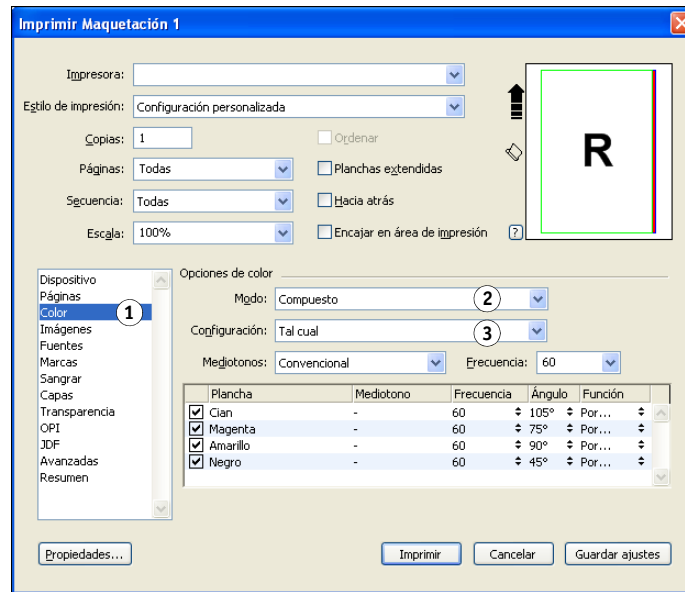 Imprimir Maquetación 1
Impresora:
Estilo de impresión: Configuración personalizada
Copias: 1 Ordenar
Páginas: Todas Planchas extendidas
Secuencia: Todas Hacia atrás
Escala: 100% Encajar en área de impresión ?
R
Dispositivo
Páginas
Color 1
Imágenes
Fuentes
Marcas
Sangrar
Capas
Transparencia
OPI
JDF
Avanzadas
Resumen
Opciones de color
Modo: Compuesto 2
Configuración: Tal cual 3
Mediotonos: Convencional Frecuencia: 60
Plancha Mediotono Frecuencia Ángulo Función
Cian - 60 105° Por...
Magenta - 60 75° Por...
Amarillo - 60 90° Por...
Negro - 60 45° Por...
Propiedades... Imprimir Cancelar Guardar ajustes